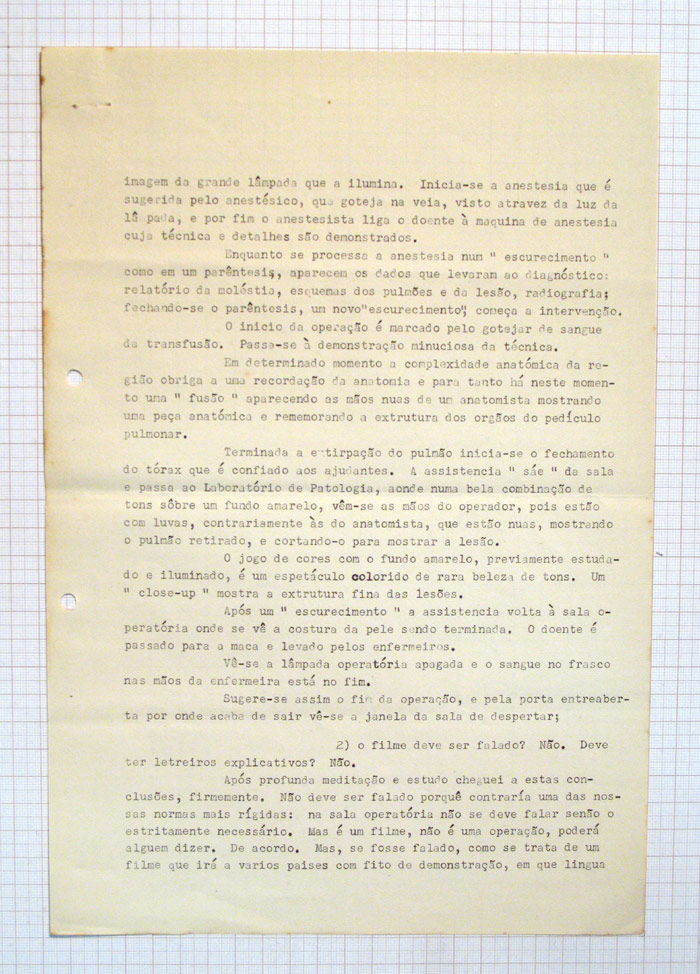 imagem da grande lâmpada que a ilumina. Inicia-se a anestesia que é
sugerida pelo anestésico, qua goteja na veia, visto atravez da luz da
lâ pada, e por fim o anestesista liga o doente à maquina de anestesia
cuja técnica e detalhes são demonstrados.
Enquanto se processa a anestesia num " escurecimento "
como em um parêntesis, aparecem os dados que levaram ao diagnóstico:
relatório da moléstia, esquemas dos pulmões e da lesão, radiografia;
fechando-se o parêntesis, um novo"escurecimento", começa a intervenção.
O inicio da operação é marcado pelo gotejar de sangue
da transfusão. Passa-se à demonstração minuciosa da técnica.
Em determinado momento a complexidade anatómica da re-
gião obriga a uma recordação da anatomia e para tanto há neste momen-
to uma " fusão " aparecendo as mãos nuas de um anatomista mostrando
uma peça anatómica e rememorando a extrutura dos orgãos do pedículo
pulmonar.
Terminada a extirpação do pulmão inicia-se o fechamento
do tórax que é confiado aos ajudantes. A assistencia " sáe " da sala
e passa ao Laboratório de Patologia, aonde numa bela combinação de
tons sôbre um fundo amarelo, vêm-se as mãos do operador, pois estão
com luvas, contrariamente às do anatomista, que estão nuas, mostrando
o pulmão retirado, e cortando-o para mostrar a lesão.
O jogo de cores com o fundo amarelo, previamente estuda-
do e iluminado, é um espetáculo colorido de rara beleza de tons. Um
" close-up " mostra a extrutura fina das lesões.
Após um " escurecimento " a assistencia volta à sala o-
peratória onde se vê a costura da pele sendo terminada. O doente é
passado para a maca e levado pelos enfermeiros.
Vê-se a lâmpada operatória apagada e o sangue no frasco
nas mãos da enfermeira está no fim.
Sugere-se assim o fim da operação, e pela porta entreaber-
ta por onde acaba de sair vê-se a janela da sala de despertar;
2) o filme deve ser falado? Não. Deve
ter letreiros explicativos? Não.
Após profunda meditação e estudo cheguei a estas con-
clusões, firmemente. Não deve ser falado porquê contraría uma das nos-
sas normas mais rígidas: na sala operatória não se deve falar senão o
estritamente necessário. Mas é um filme, não é uma operação, poderá
alguem dizer. De acordo. Mas, se fosse falado, como se trata de um
filme que irá a varios paises com fito de demonstração, em que lingua